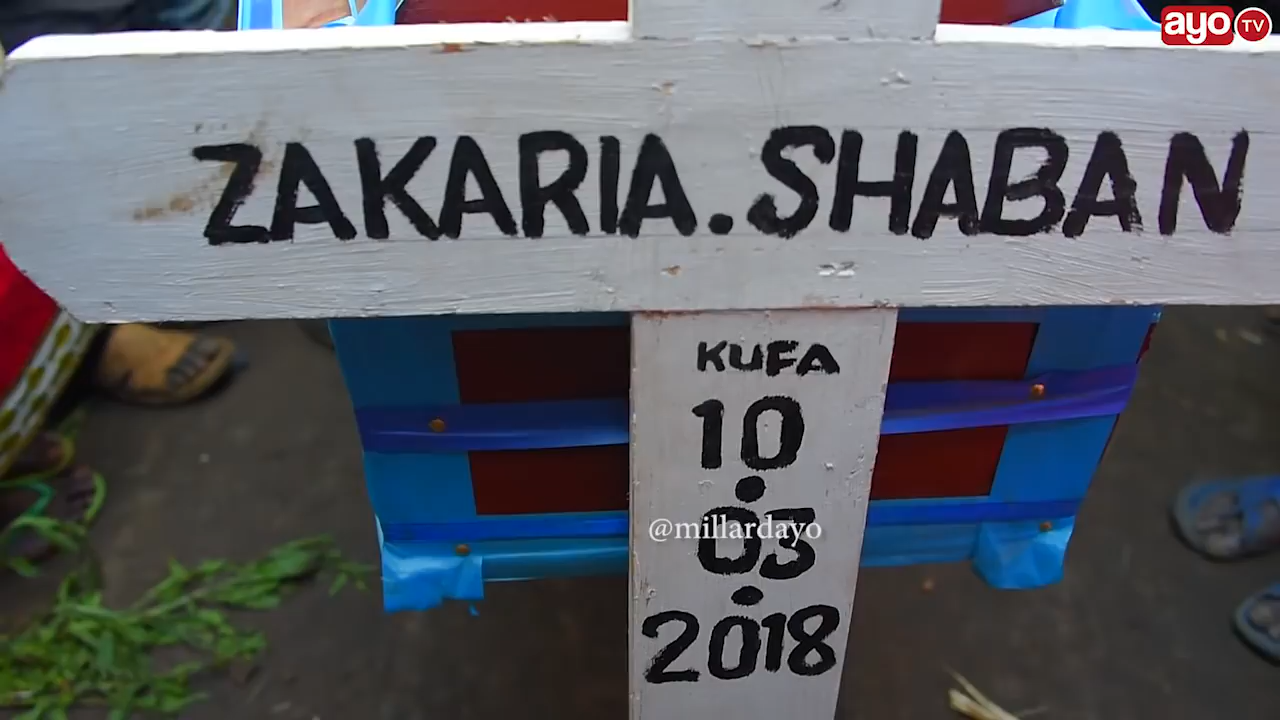 ayo TV
ZAKARIA. SHABAN
KUFA
10
.
03
.
2018
@millardayo